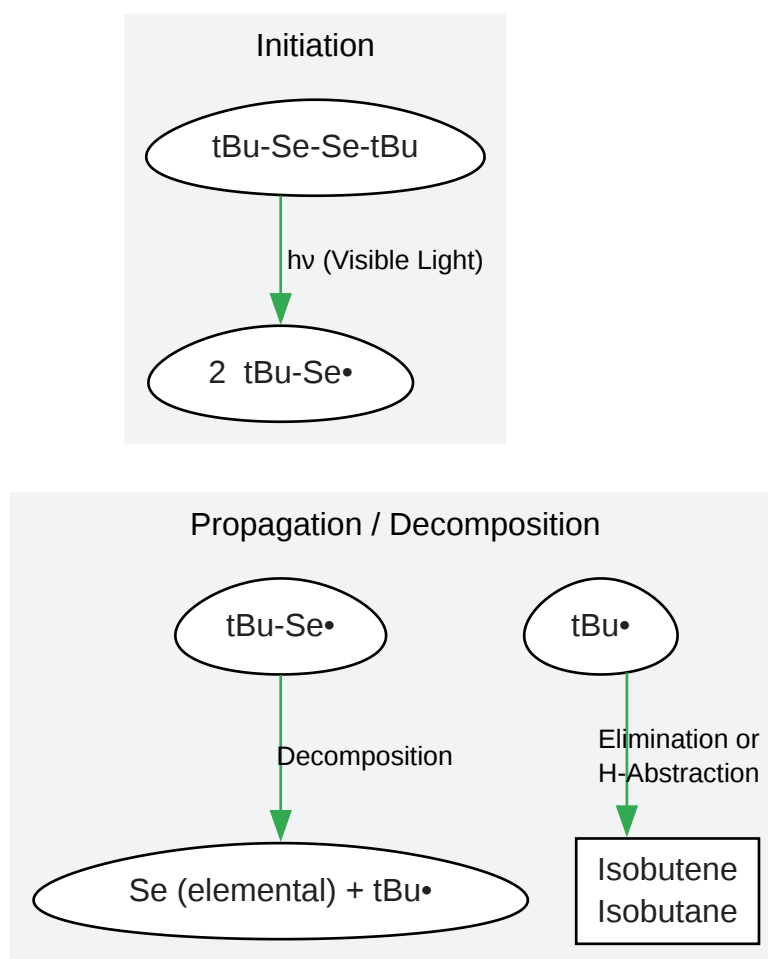 Initiation
tBu-Se-Se-tBu
hν (Visible Light)
2  tBu-Se•
Propagation / Decomposition
tBu-Se•
tBu•
Decomposition
Elimination or
H-Abstraction
Se (elemental) + tBu•
Isobutene
Isobutane